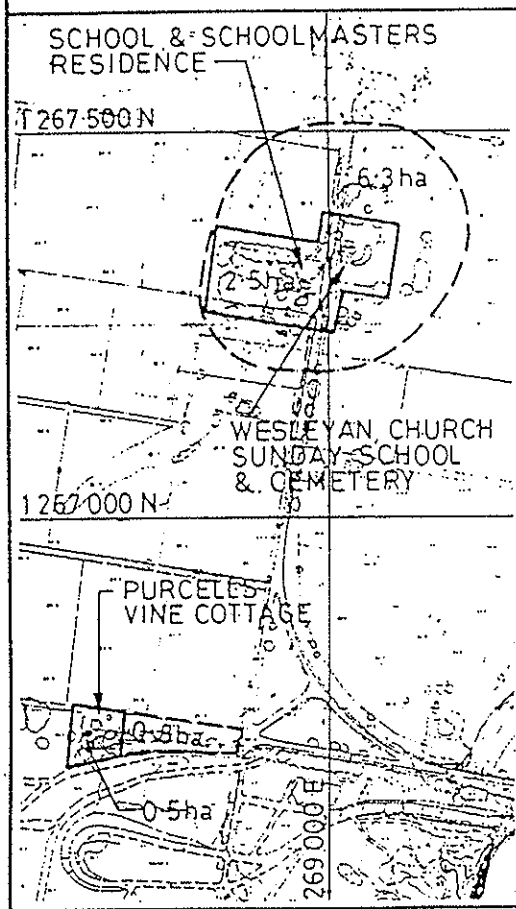 SCHOOL & SCHOOLMASTERS
RESIDENCE
1 267 500 N
6·3 ha
2·5 ha
WESLEYAN CHURCH
SUNDAY SCHOOL
& CEMETERY
1 267 000 N
PURCELLS
VINE COTTAGE
0·8 ha
0·5 ha
269 000 E